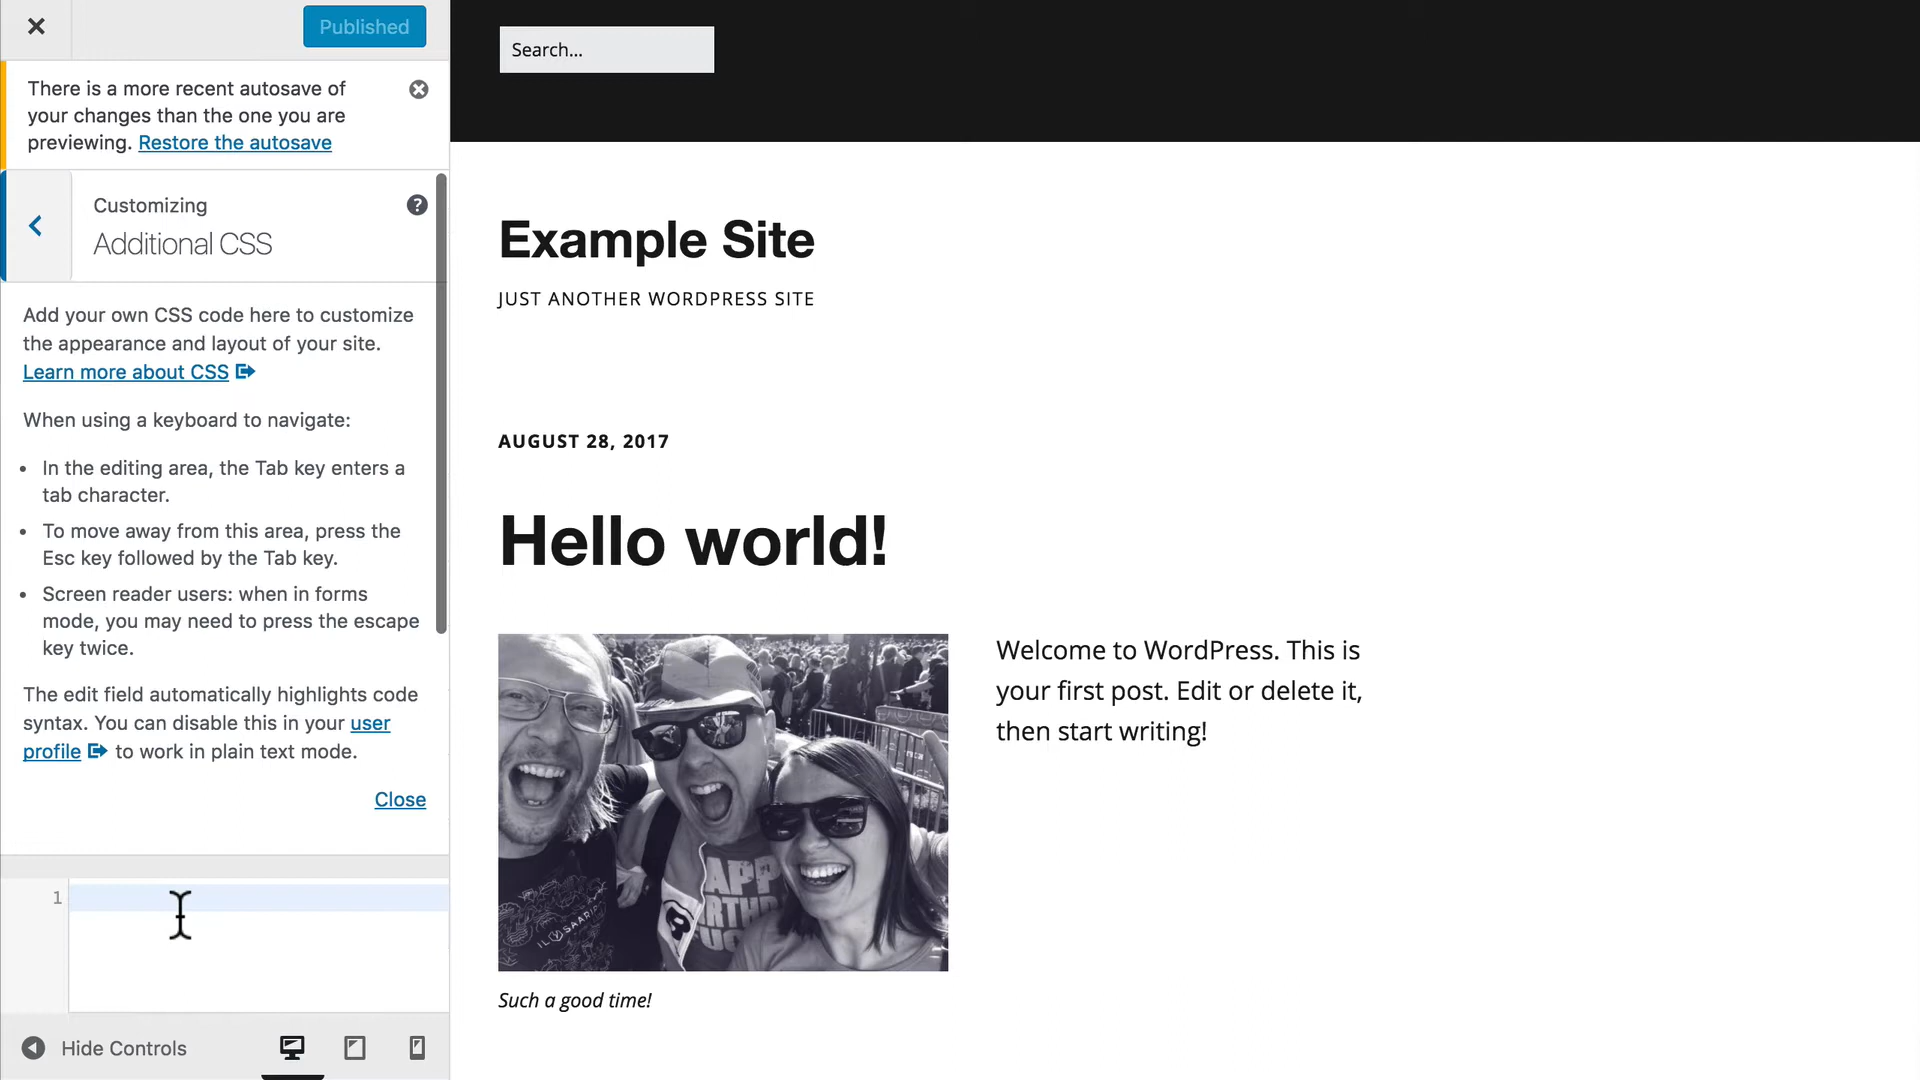 Published
There is a more recent autosave of
your changes than the one you are
previewing. Restore the autosave
Customizing
Additional CSS
Add your own CSS code here to customize
the appearance and layout of your site.
Learn more about CSS
When using a keyboard to navigate:
• In the editing area, the Tab key enters a
tab character.
• To move away from this area, press the
Esc key followed by the Tab key.
• Screen reader users: when in forms
mode, you may need to press the escape
key twice.
The edit field automatically highlights code
syntax. You can disable this in your user
profile to work in plain text mode.
Close
1
Hide Controls
Search...
Example Site
JUST ANOTHER WORDPRESS SITE
AUGUST 28, 2017
Hello world!
Welcome to WordPress. This is
your first post. Edit or delete it,
then start writing!
Such a good time!